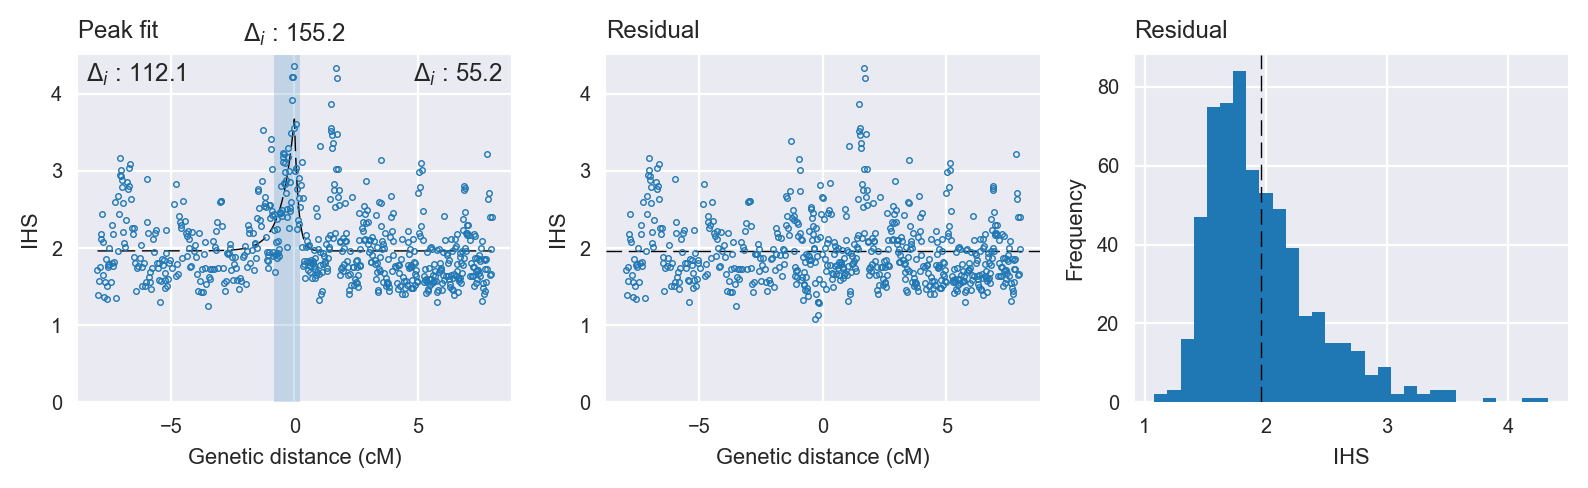 Peak fit
Δi : 155.2
Δi : 112.1
Δi : 55.2
4
3
2
1
0
IHS
−5
0
5
Genetic distance (cM)
Residual
4
3
2
1
0
IHS
−5
0
5
Genetic distance (cM)
Residual
80
60
40
20
0
Frequency
1
2
3
4
IHS